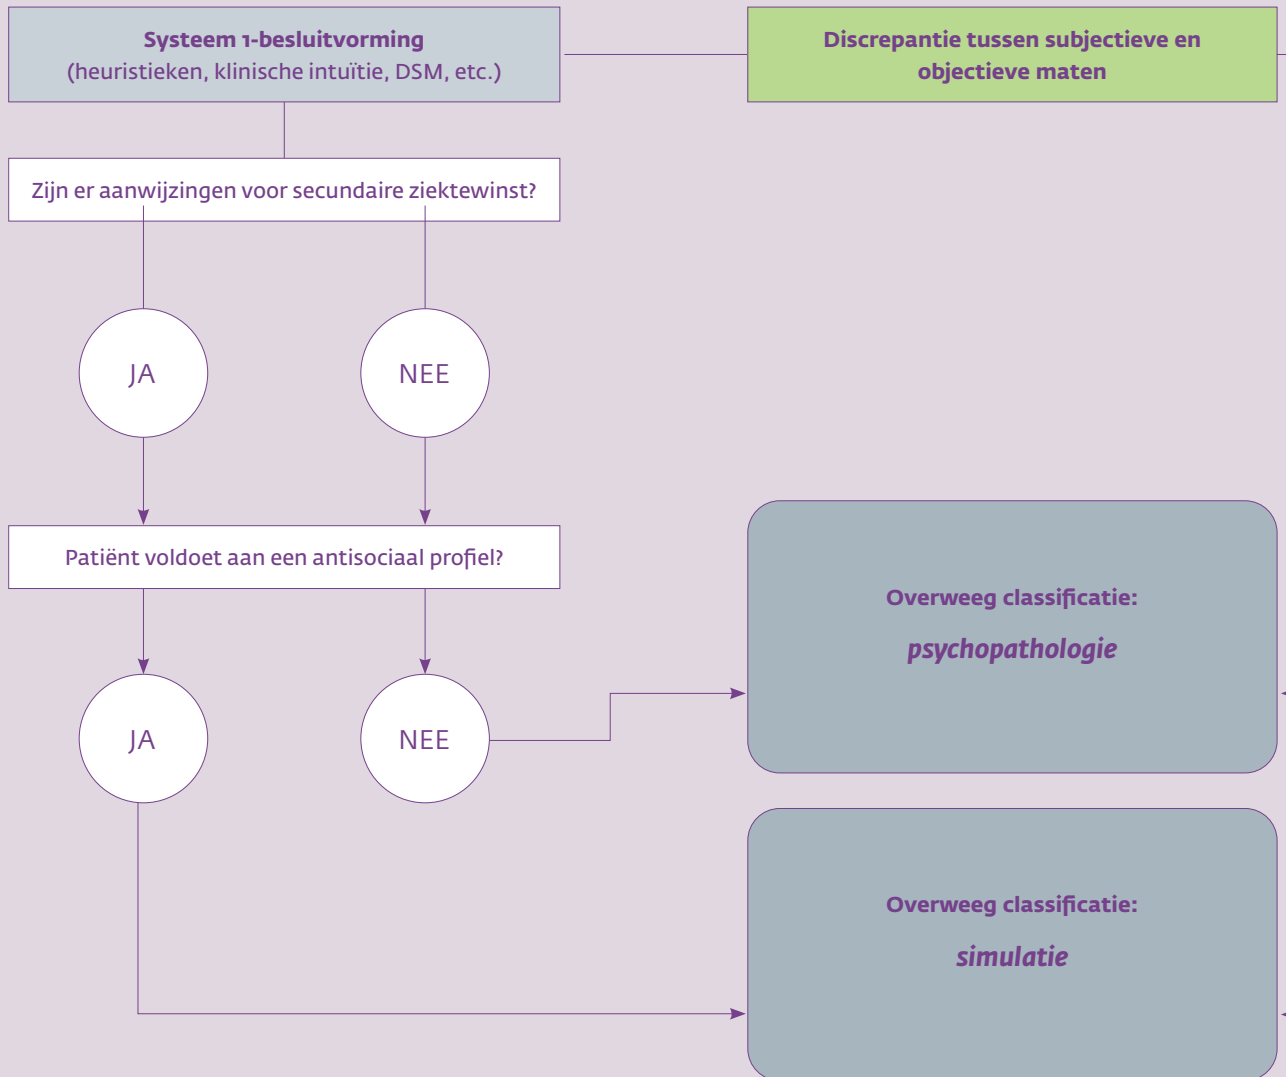 Systeem 1-besluitvorming
(heuristieken, klinische intuïtie, DSM, etc.)
Discrepantie tussen subjectieve en
objectieve maten
Zijn er aanwijzingen voor secundaire ziektewinst?
JA
NEE
Patiënt voldoet aan een antisociaal profiel?
JA
NEE
Overweeg classificatie:
psychopathologie
Overweeg classificatie:
simulatie